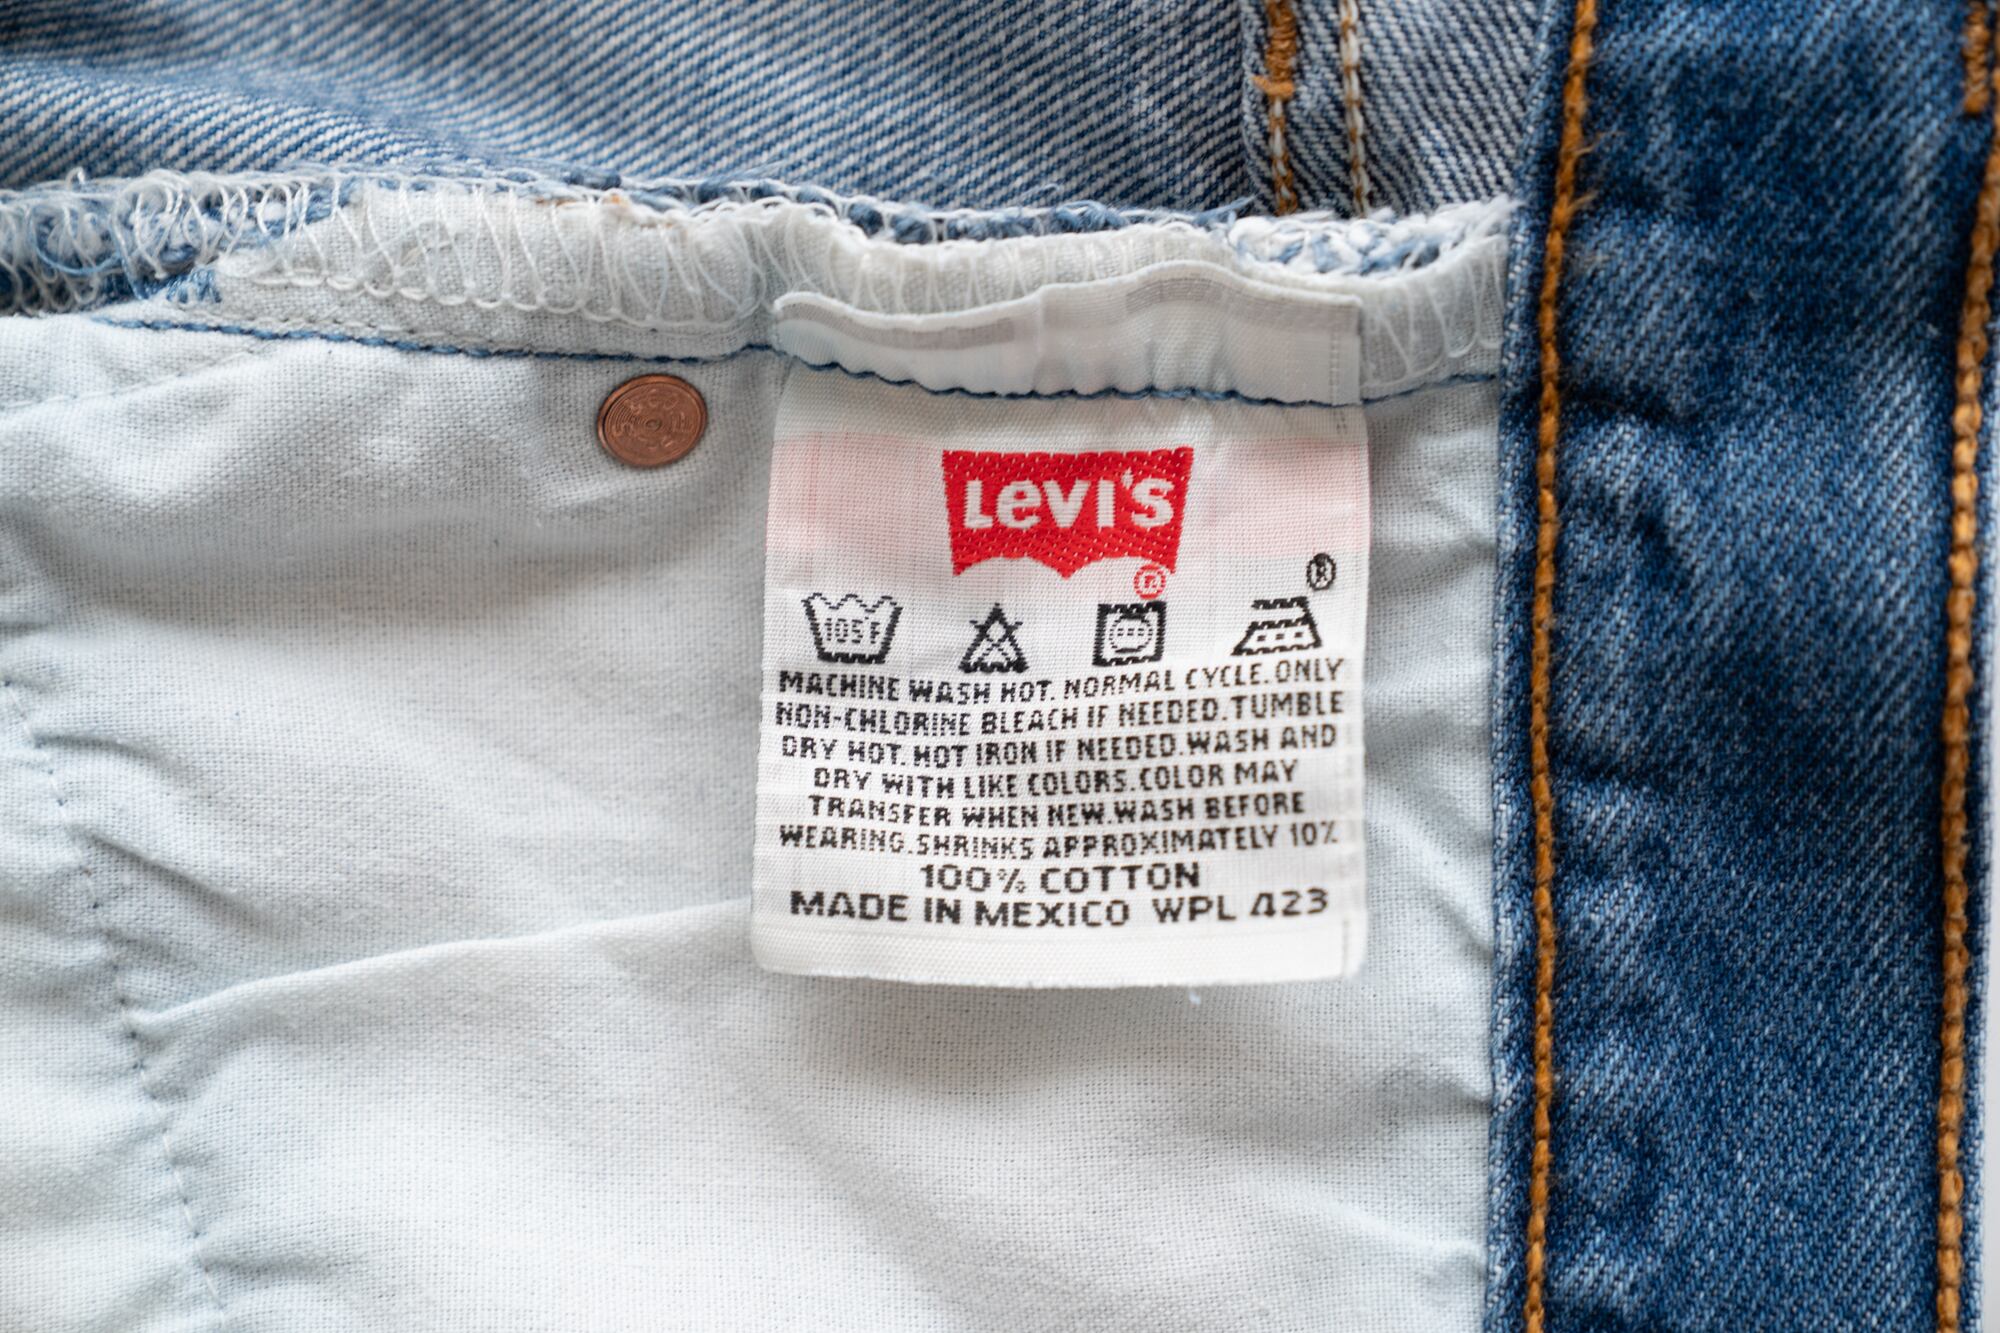 Levi's
®
®
105°F
MACHINE WASH HOT. NORMAL CYCLE. ONLY
NON-CHLORINE BLEACH IF NEEDED. TUMBLE
DRY HOT. HOT IRON IF NEEDED. WASH AND
DRY WITH LIKE COLORS. COLOR MAY
TRANSFER WHEN NEW. WASH BEFORE
WEARING. SHRINKS APPROXIMATELY 10%
100% COTTON
MADE IN MEXICO WPL 423